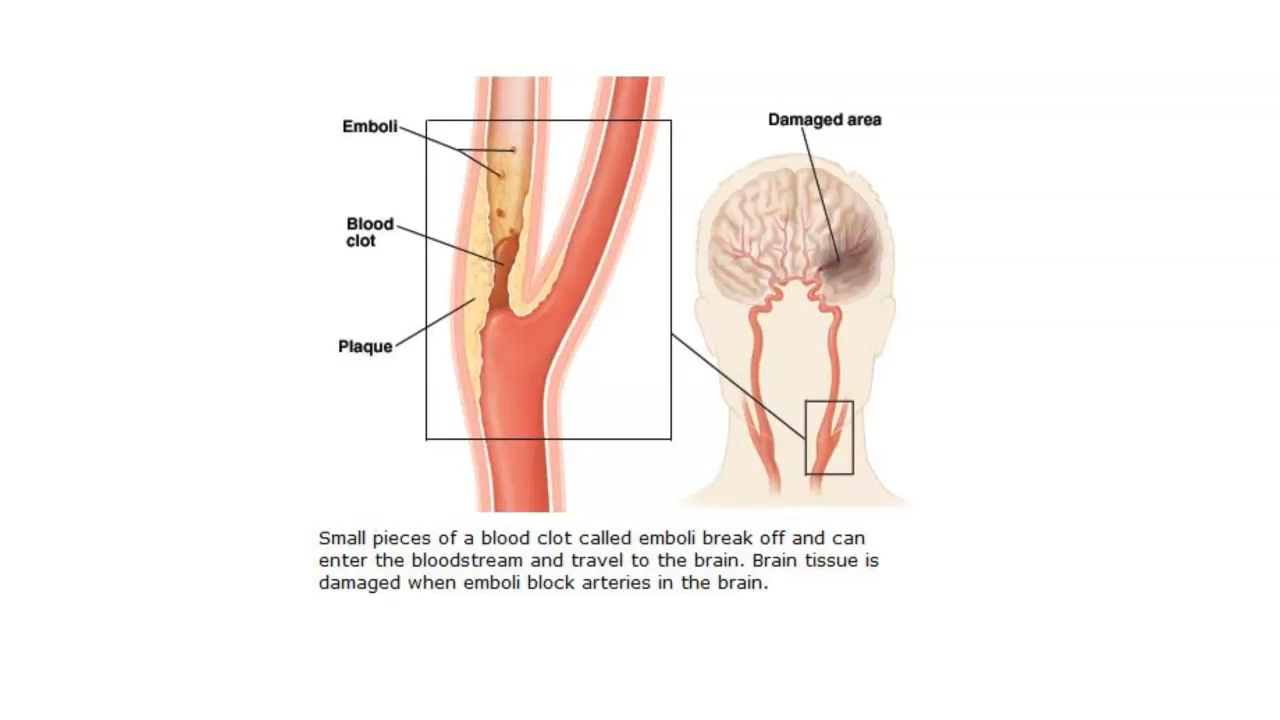 Emboli
Damaged area
Blood
clot
Plaque
Small pieces of a blood clot called emboli break off and can
enter the bloodstream and travel to the brain. Brain tissue is
damaged when emboli block arteries in the brain.